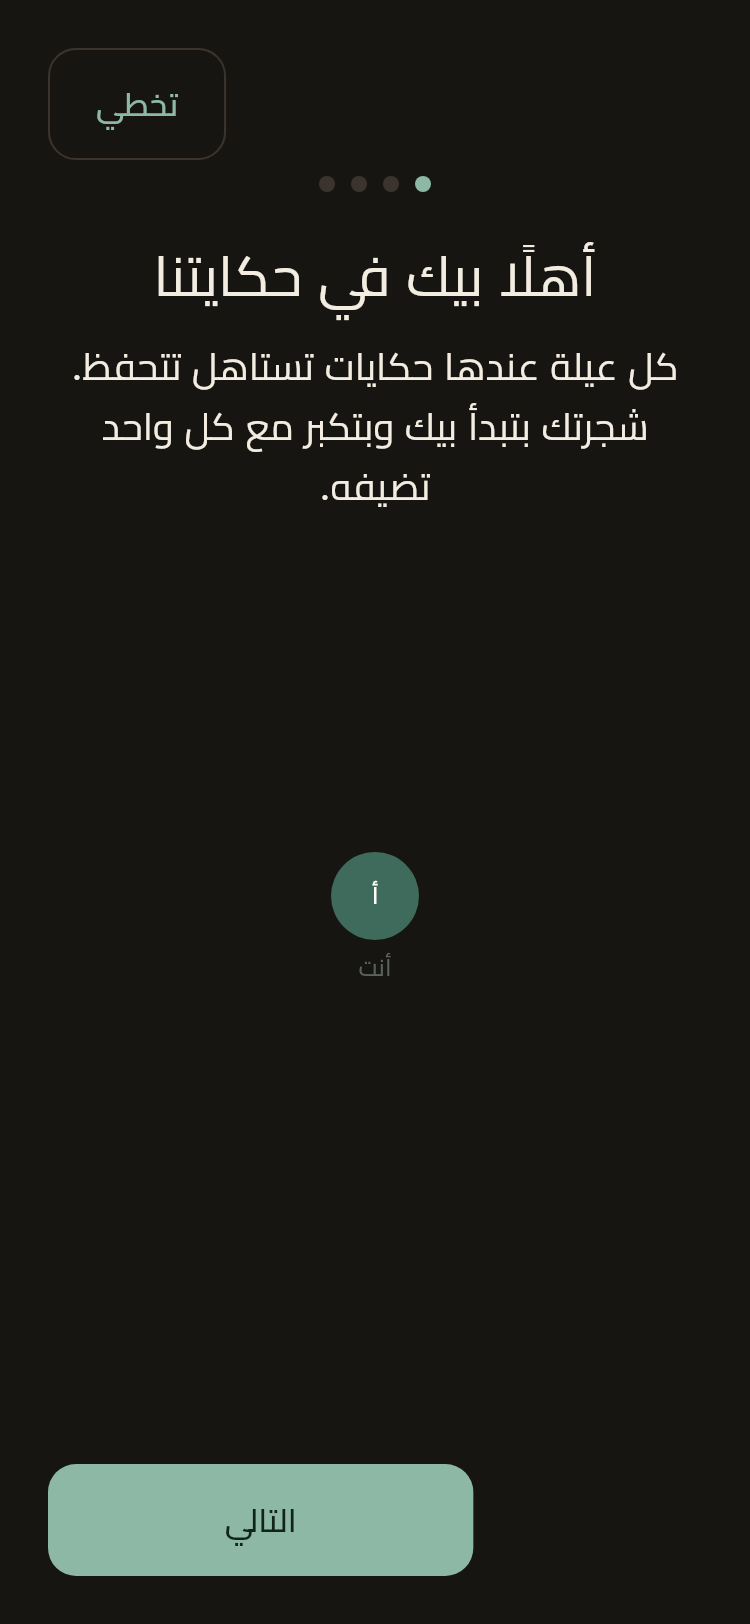 تخطي
أهلًا بيك في حكايتنا
كل عيلة عندها حكايات تستاهل تتحفظ.
شجرتك بتبدأ بيك وبتكبر مع كل واحد
تضيفه.
أ
أنت
التالي